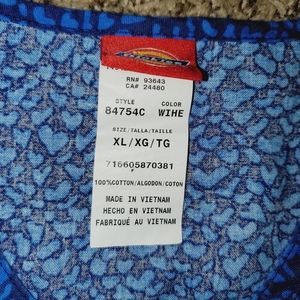 Dickies
RN# 93643
CA# 24480
STYLE COLOR
84754C WIHE
SIZE/TALLA/TAILLE
XL/XG/TG
716605870381
100%COTTON/ALGODON/COTON
MADE IN VIETNAM
HECHO EN VIETNAM
FABRIQUÉ AU VIETNAM